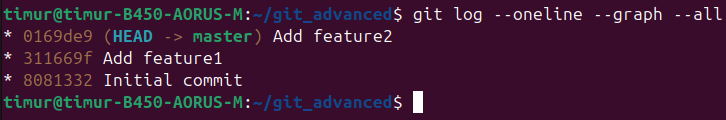 timur@timur-B450-AORUS-M:~/git_advanced$ git log --oneline --graph --all
* 0169de9 (HEAD -> master) Add feature2
* 311669f Add feature1
* 8081332 Initial commit
timur@timur-B450-AORUS-M:~/git_advanced$